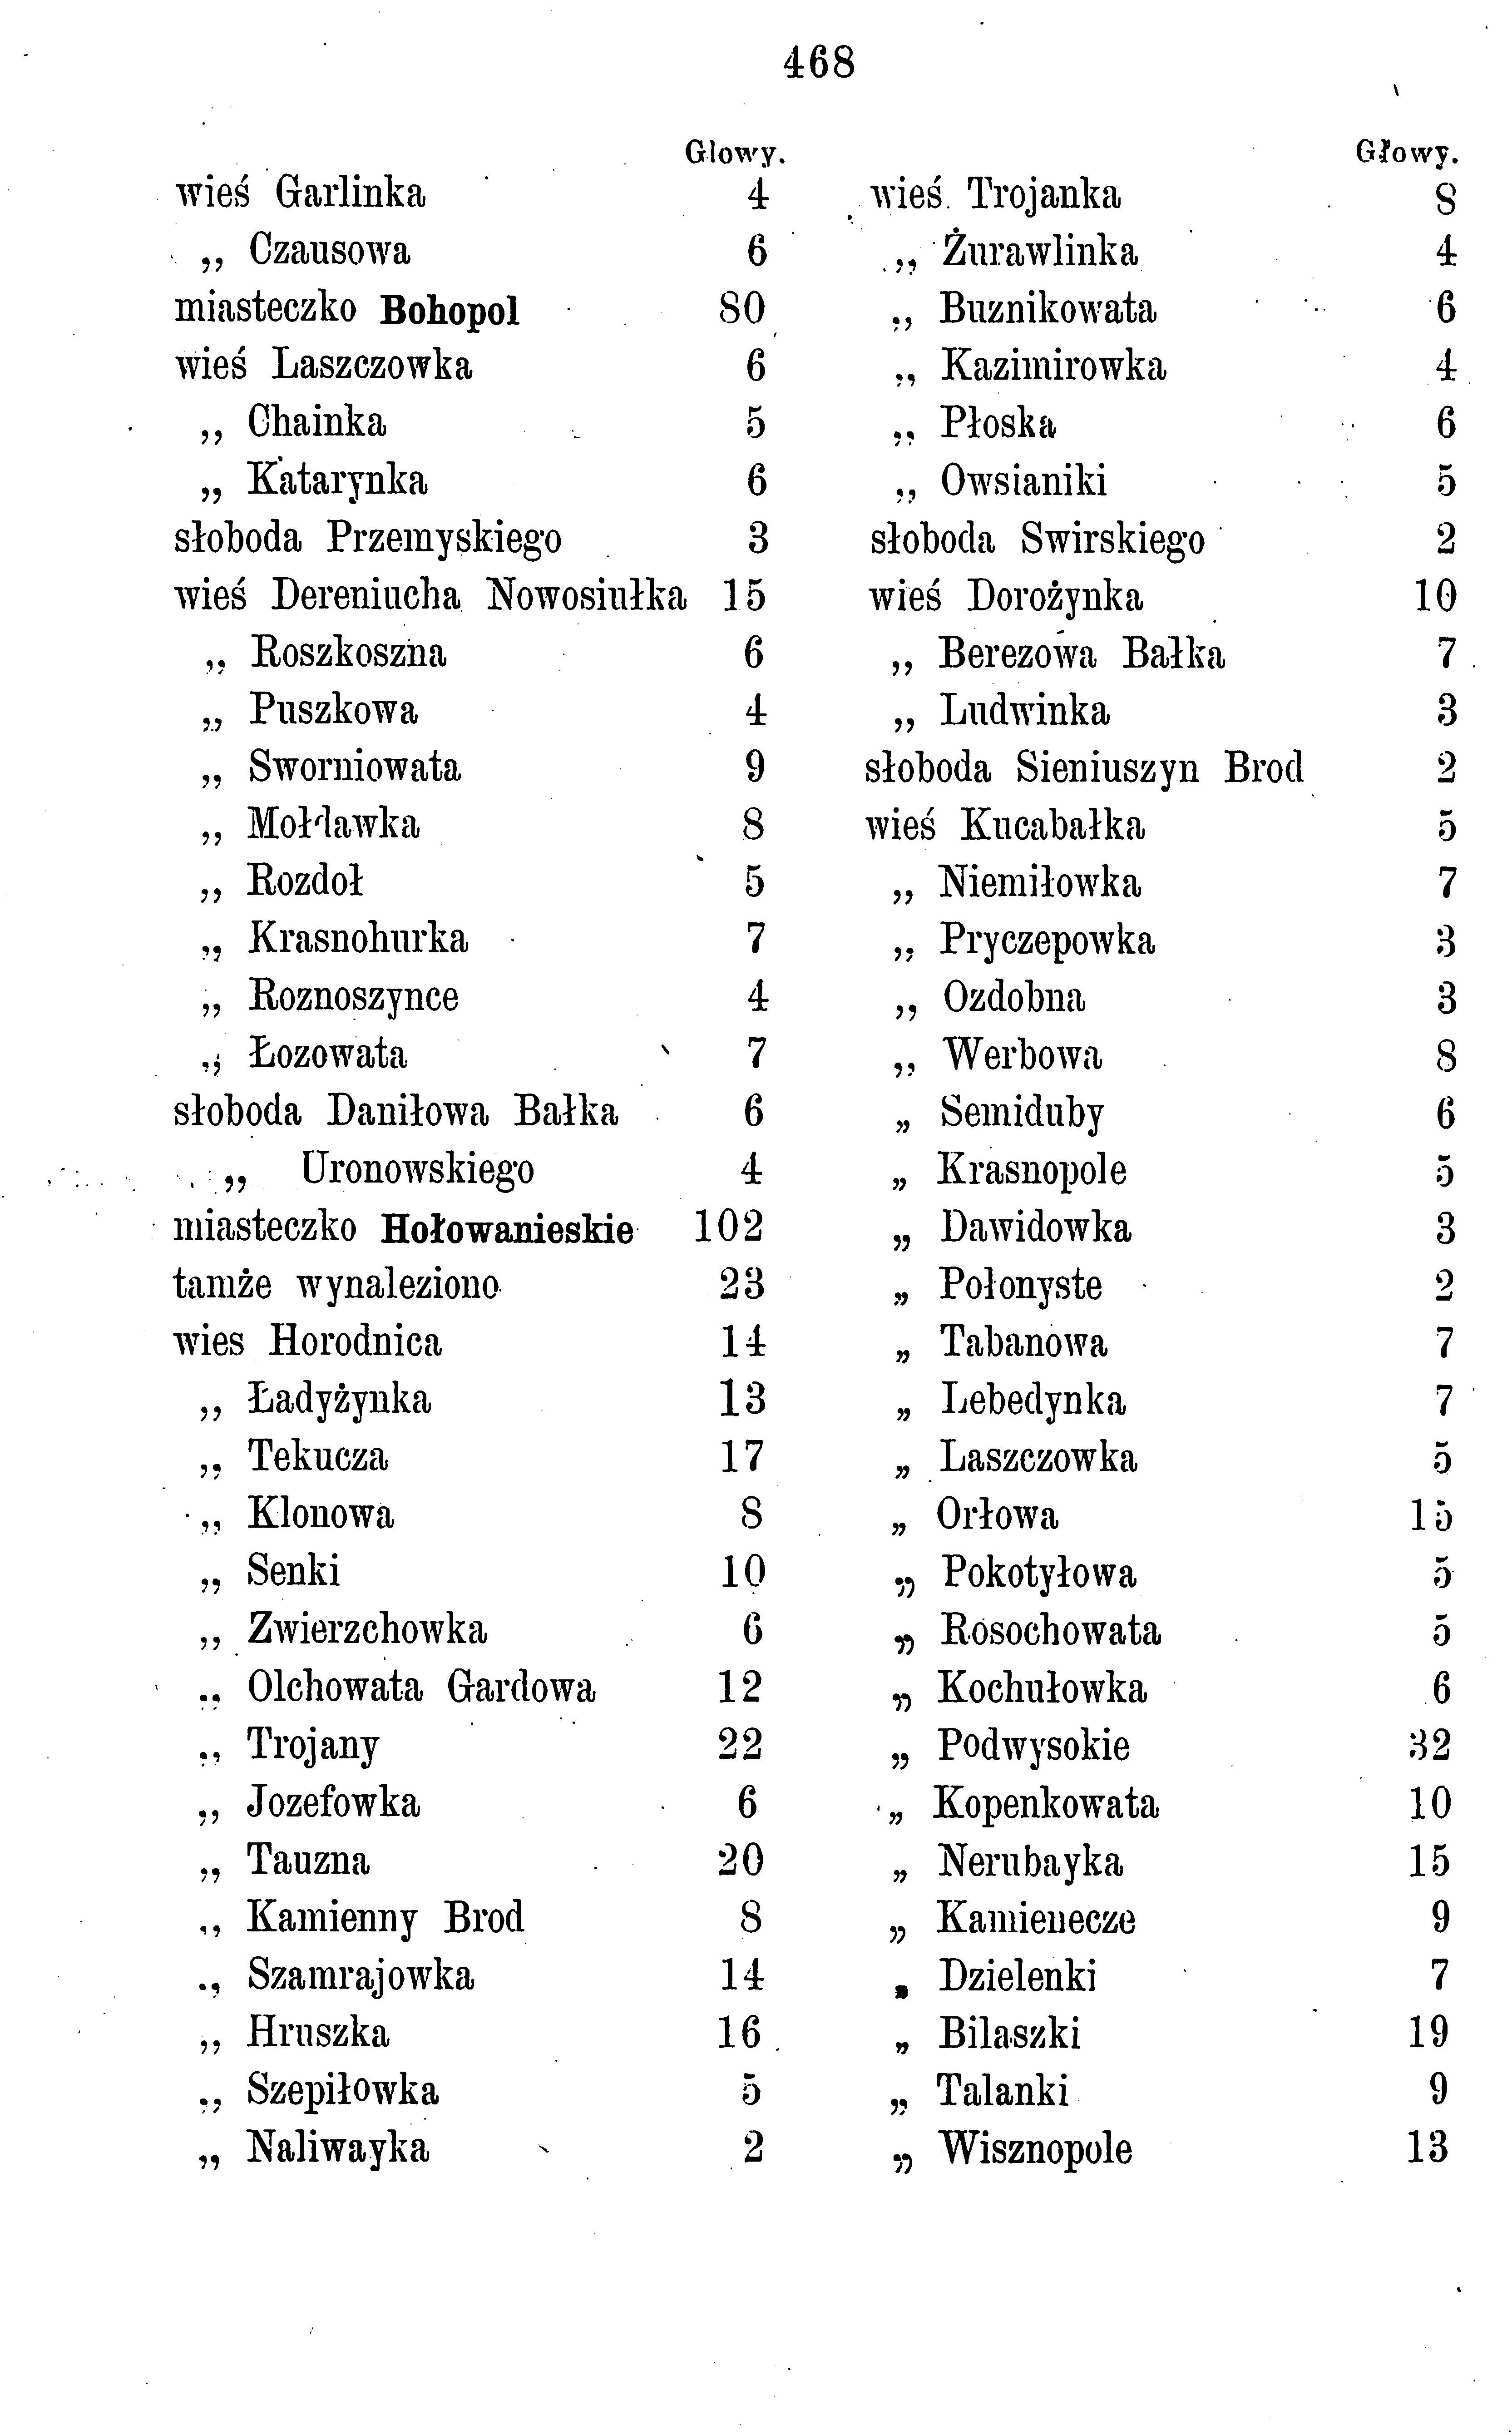 468
Glowy.
wieś Garlinka 4
„ Czausowa 6
miasteczko Bohopol 80
wieś Laszczowka 6
„ Chainka 5
„ Katarynka 6
słoboda Przemyskiego 3
wieś Dereniucha Nowosiułka 15
„ Roszkoszna 6
„ Puszkowa 4
„ Sworniowata 9
„ Mołdawka 8
„ Rozdoł 5
„ Krasnohurka 7
„ Roznoszynce 4
„ Łozowata 7
słoboda Daniłowa Bałka 6
„ Uronowskiego 4
miasteczko Hołowanieskie 102
tamże wynaleziono 23
wies Horodnica 14
„ Ładyżynka 13
„ Tekucza 17
„ Klonowa 8
„ Senki 10
„ Zwierzchowka 6
„ Olchowata Gardowa 12
„ Trojany 22
„ Jozefowka 6
„ Tauzna 20
„ Kamienny Brod 8
„ Szamrajowka 14
„ Hruszka 16
„ Szepiłowka 5
„ Naliwayka 2
Głowy.
wieś Trojanka 8
„ Żurawlinka 4
„ Buznikowata 6
„ Kazimirowka 4
„ Płoska 6
„ Owsianiki 5
słoboda Swirskiego 2
wieś Dorożynka 10
„ Berezowa Bałka 7
„ Ludwinka 3
słoboda Sieniuszyn Brod 2
wieś Kucabałka 5
„ Niemiłowka 7
„ Pryczepowka 3
„ Ozdobna 3
„ Werbowa 8
„ Semiduby 6
„ Krasnopole 5
„ Dawidowka 3
„ Połonyste 2
„ Tabanowa 7
„ Lebedynka 7
„ Laszczowka 5
„ Orłowa 15
„ Pokotyłowa 5
„ Rosochowata 5
„ Kochułowka 6
„ Podwysokie 32
„ Kopenkowata 10
„ Nerubayka 15
„ Kamienecze 9
„ Dzielenki 7
„ Bilaszki 19
„ Talanki 9
„ Wisznopole 13